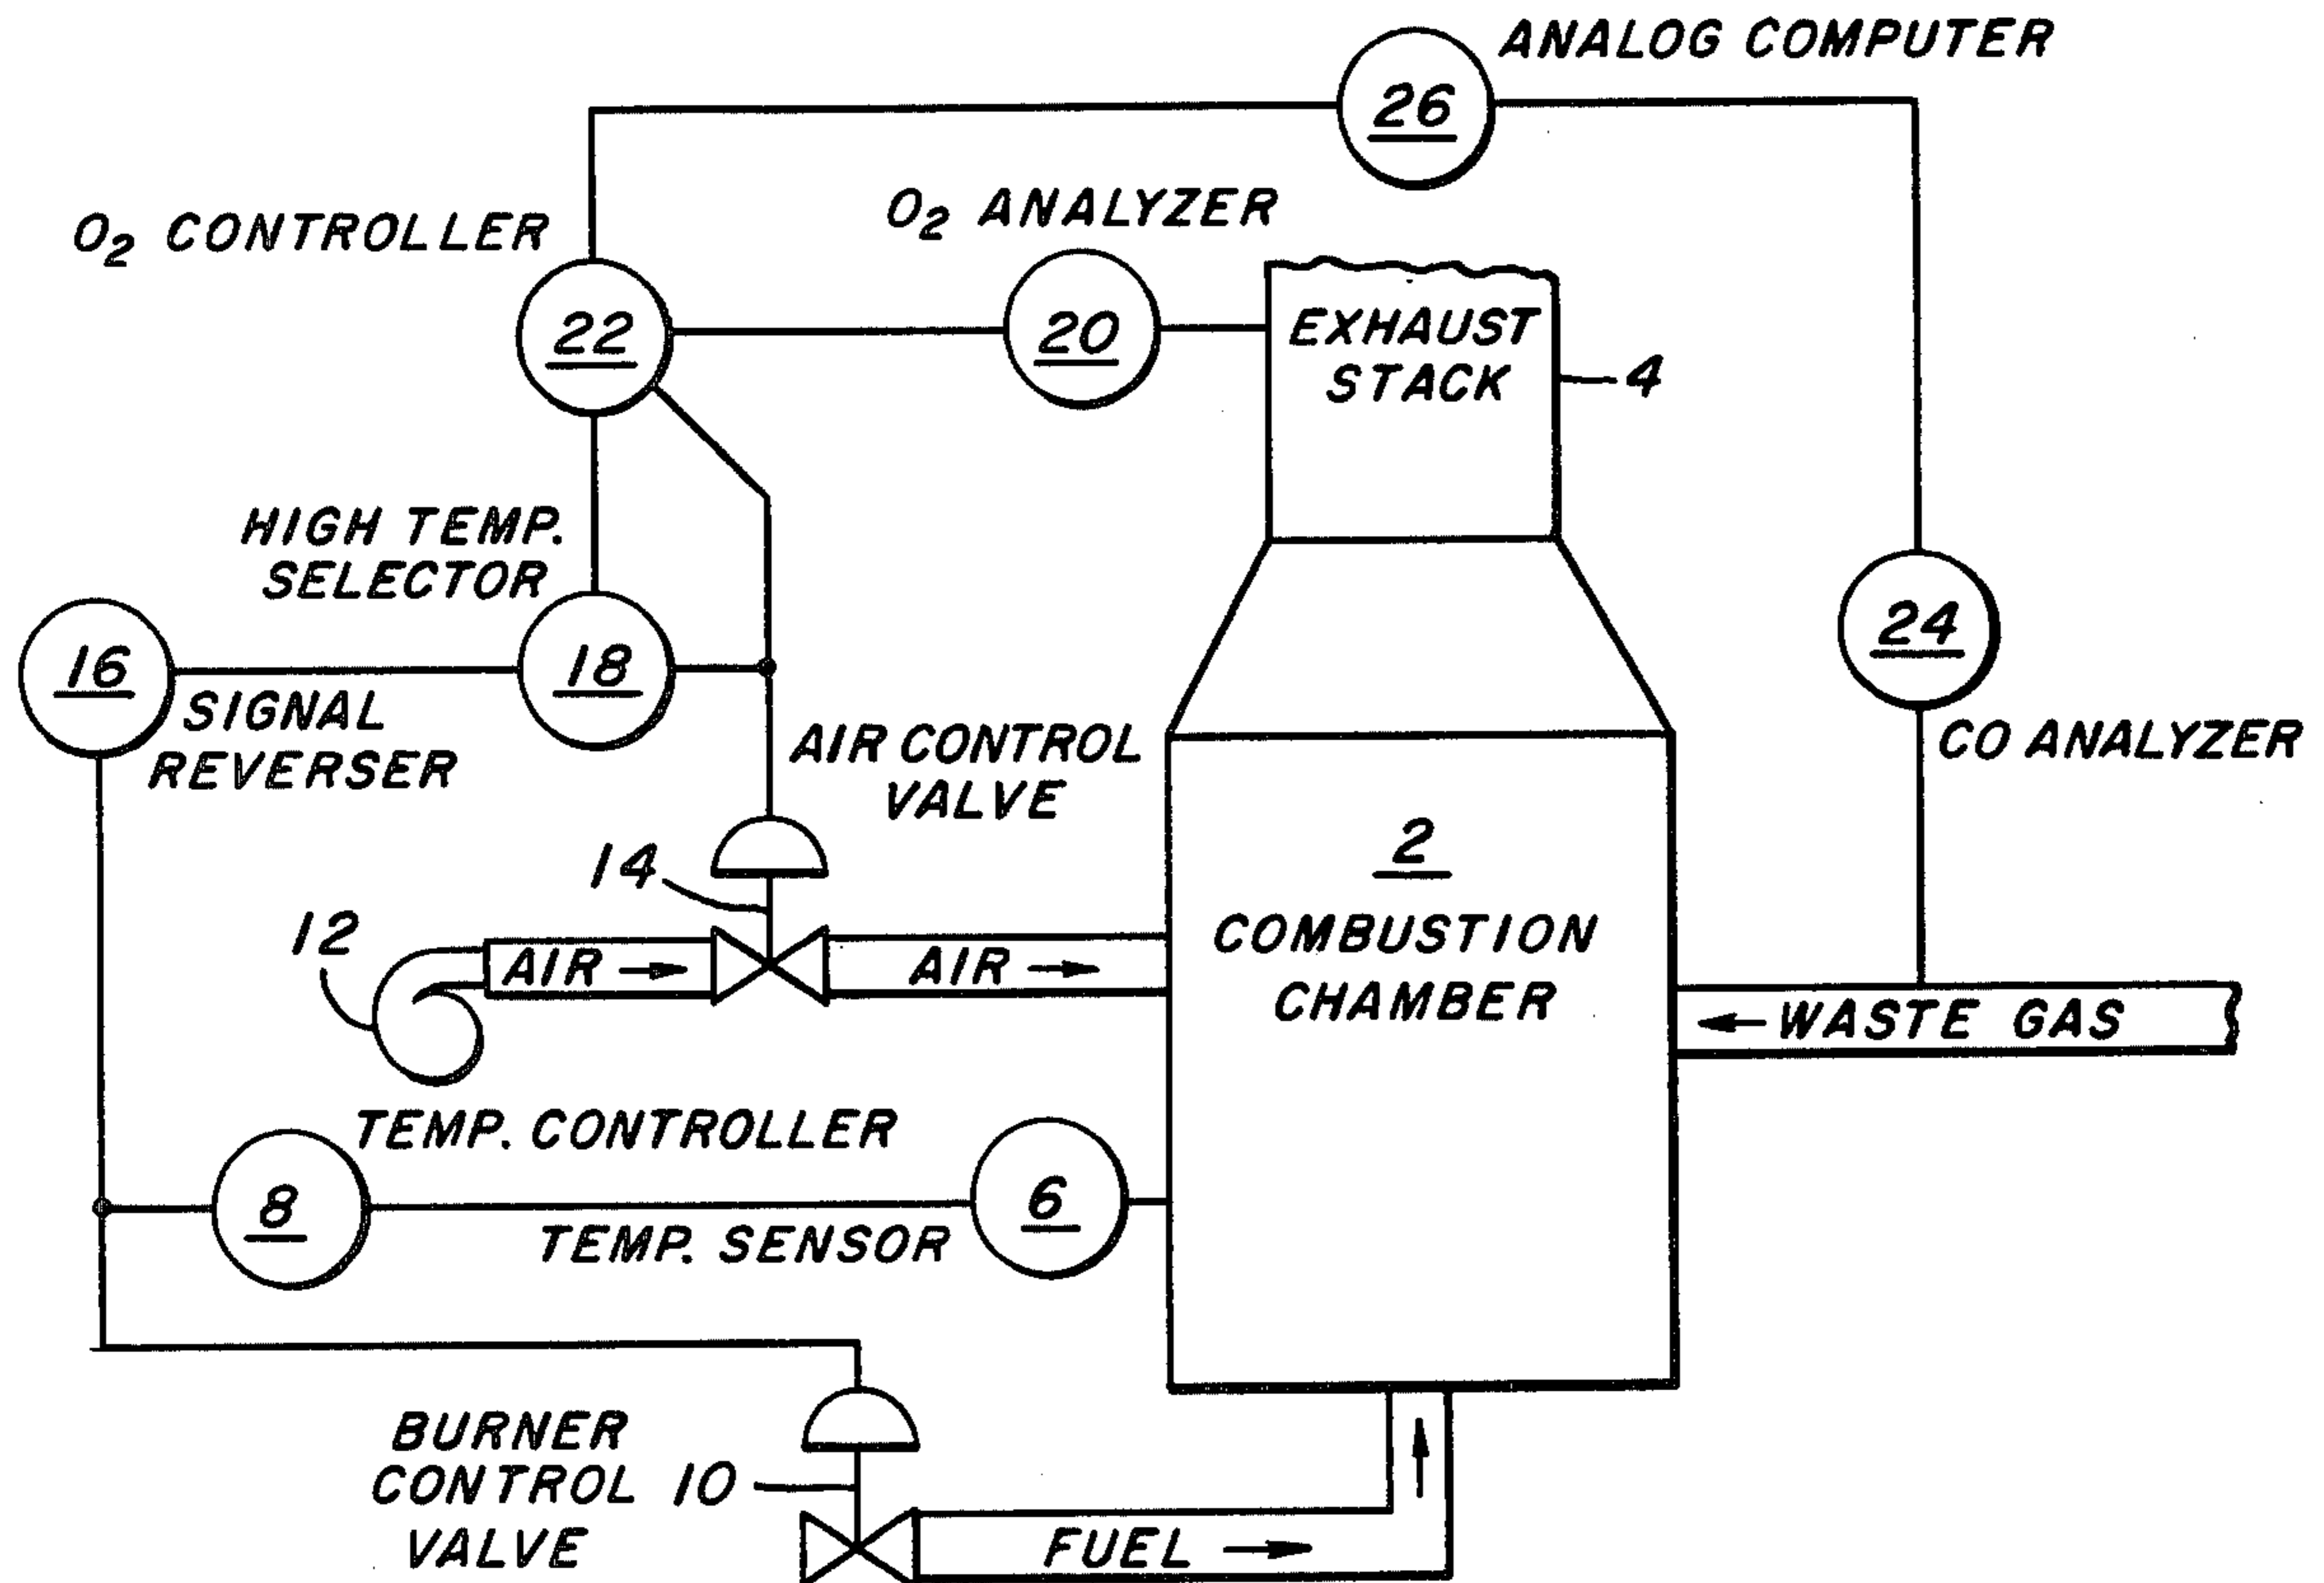 ANALOG COMPUTER
26
O₂ ANALYZER
O₂ CONTROLLER
22
20
EXHAUST
STACK
4
HIGH TEMP.
SELECTOR
24
16
18
SIGNAL
REVERSER
CO ANALYZER
AIR CONTROL
VALVE
2
COMBUSTION
CHAMBER
14
12
AIR
AIR
WASTE GAS
TEMP. CONTROLLER
8
6
TEMP. SENSOR
BURNER
CONTROL
VALVE
10
FUEL